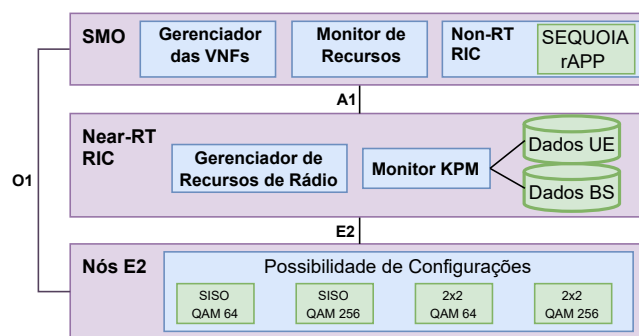 SMO
Gerenciador
das VNFs
Monitor de
Recursos
Non-RT
RIC
SEQUOIA
rAPP
A1
O1
Near-RT
RIC
Gerenciador de
Recursos de Rádio
Monitor KPM
Dados UE
Dados BS
E2
Nós E2
Possibilidade de Configurações
SISO
QAM 64
SISO
QAM 256
2x2
QAM 64
2x2
QAM 256